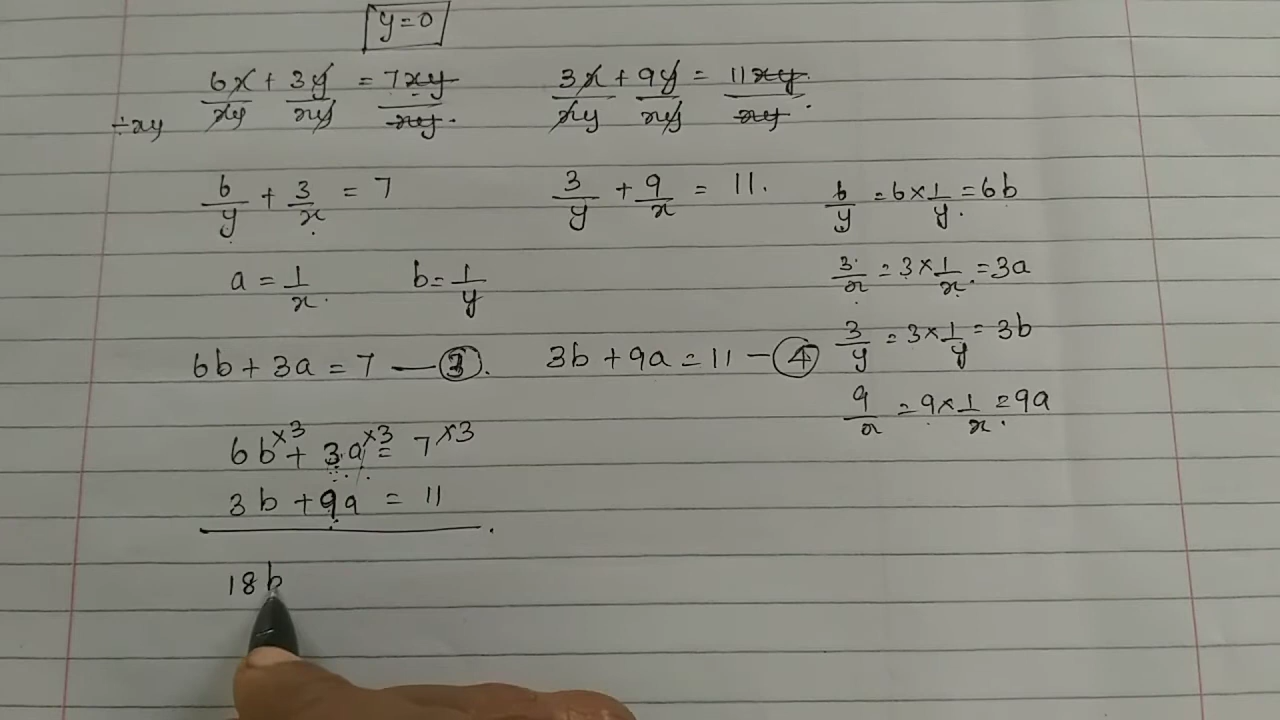 y=0
6x/xy + 3y/xy = 7xy/xy. 3x/xy + 9y/xy = 11xy/xy.
÷xy
6/y + 3/x = 7 3/y + 9/x = 11. 6/y = 6×1/y = 6b
a = 1/x. b = 1/y 3/x = 3×1/x = 3a
6b + 3a = 7 — ③. 3b + 9a = 11 — ④ 3/y = 3×1/y = 3b
9/x = 9×1/x = 9a
6b×3 + 3a×3 = 7×3
3b + 9a = 11
18b